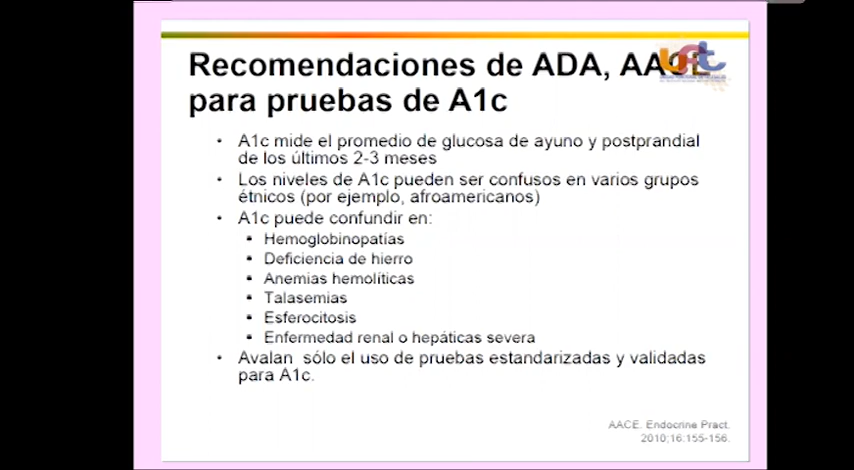 Recomendaciones de ADA, AACE
para pruebas de A1c
• A1c mide el promedio de glucosa de ayuno y postprandial
de los últimos 2-3 meses
• Los niveles de A1c pueden ser confusos en varios grupos
étnicos (por ejemplo, afroamericanos)
• A1c puede confundir en:
• Hemoglobinopatías
• Deficiencia de hierro
• Anemias hemolíticas
• Talasemias
• Esferocitosis
• Enfermedad renal o hepáticas severa
• Avalan sólo el uso de pruebas estandarizadas y validadas
para A1c.
AACE. Endocrine Pract.
2010;16:155-156.